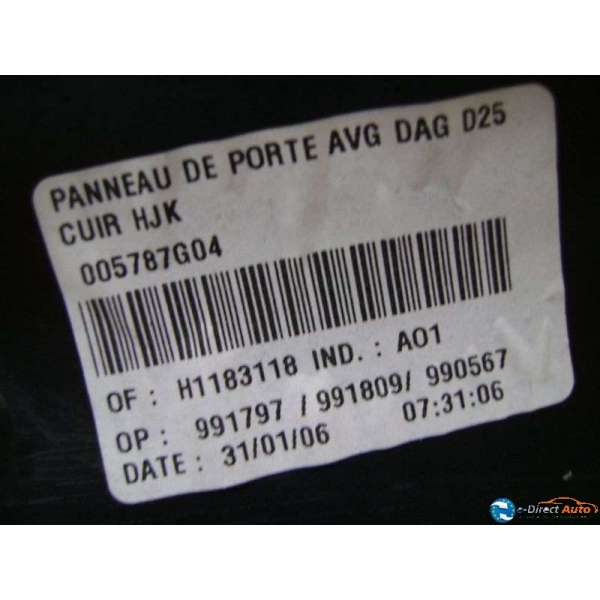 PANNEAU DE PORTE AVG DAG D25
CUIR HJK
005787G04
OF : H1183118 IND. : A01
OP : 991797 / 991809/ 990567
DATE : 31/01/06 07:31:06
e-Direct Auto